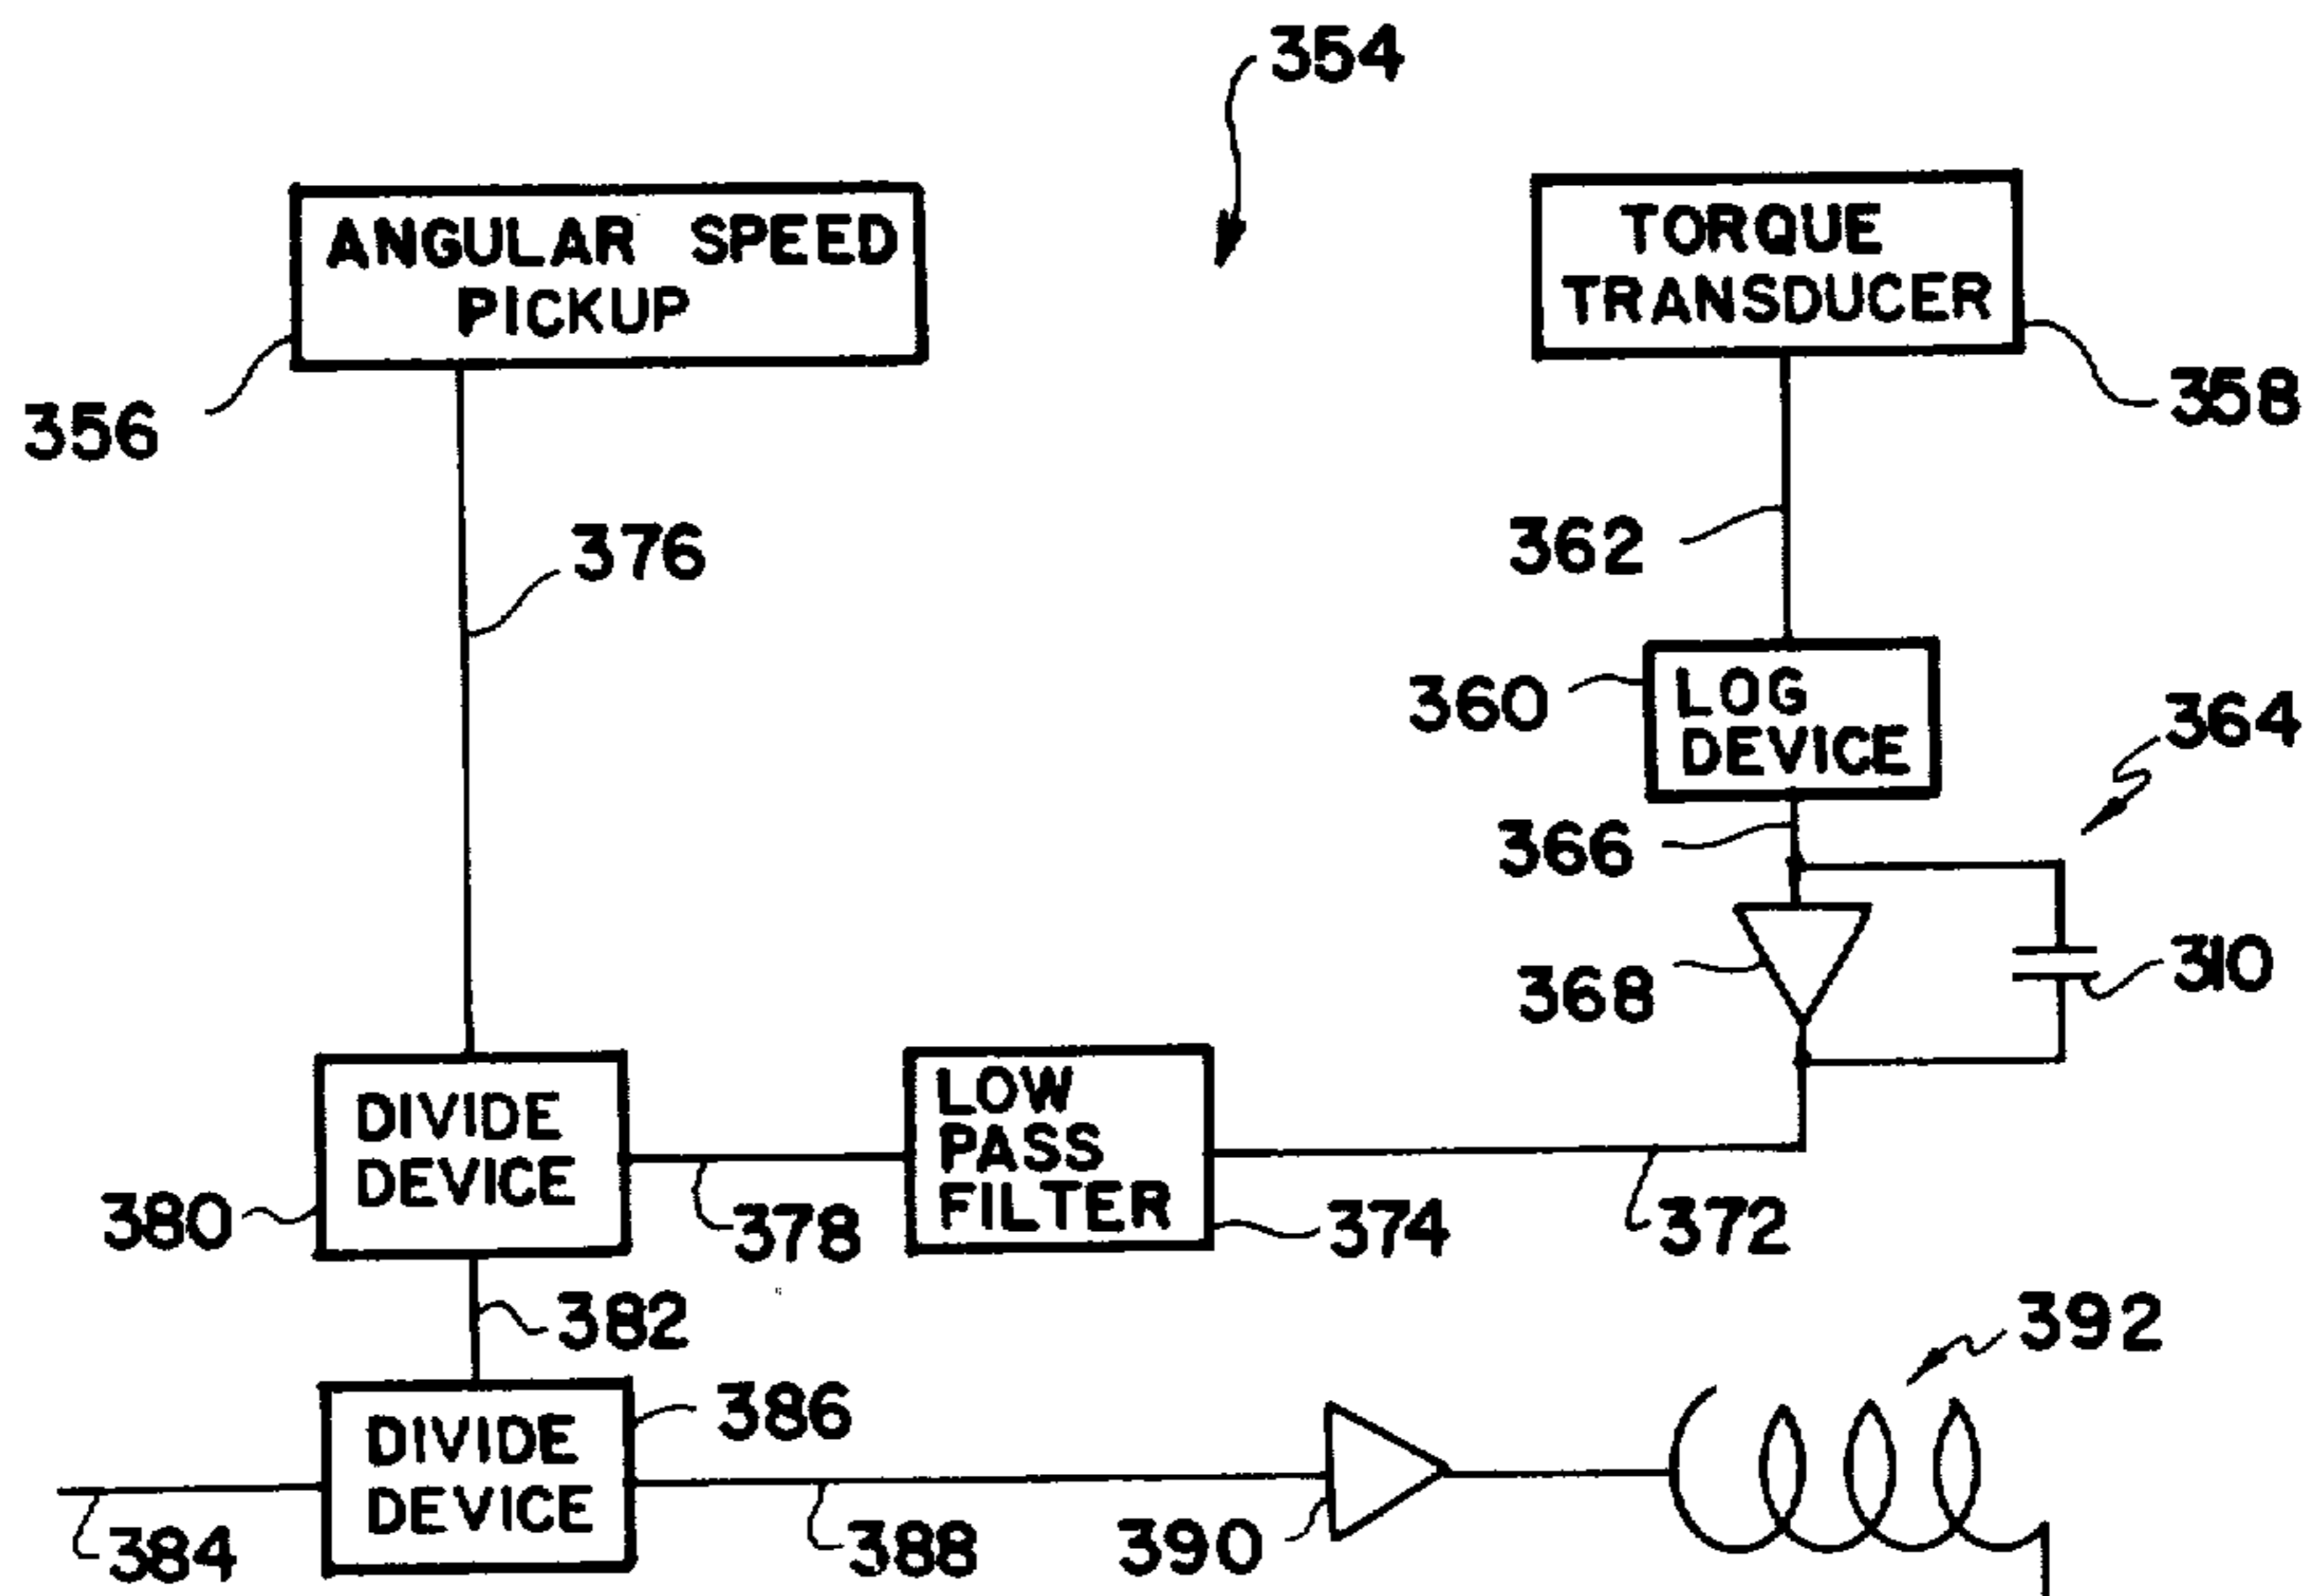 354
ANGULAR SPEED
PICKUP
TORQUE
TRANSDUCER
356
358
376
362
360
LOG
DEVICE
364
366
368
310
DIVIDE
DEVICE
LOW
PASS
FILTER
380
378
374
372
382
392
DIVIDE
DEVICE
386
384
388
390